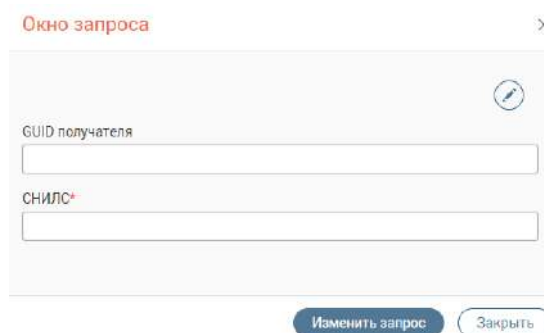 Окно запроса
GUID получателя
СНИЛС*
Изменить запрос
Закрыть